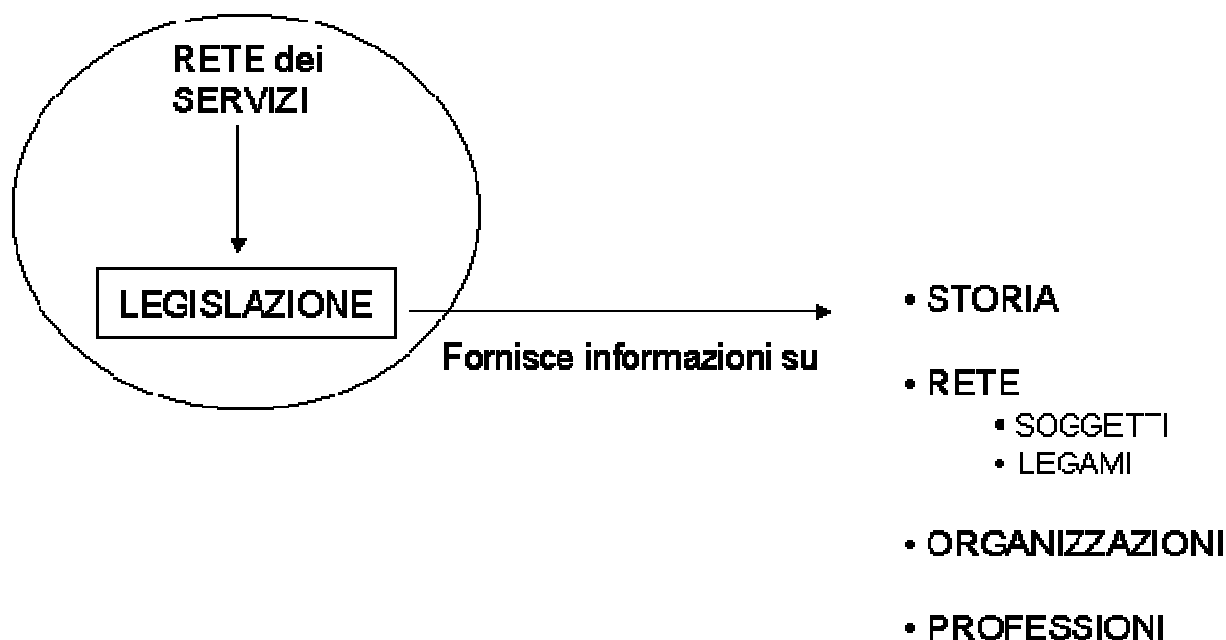 RETE dei
SERVIZI
LEGISLAZIONE
Fornisce informazioni su
• STORIA
• RETE
• SOGGETTI
• LEGAMI
• ORGANIZZAZIONI
• PROFESSIONI